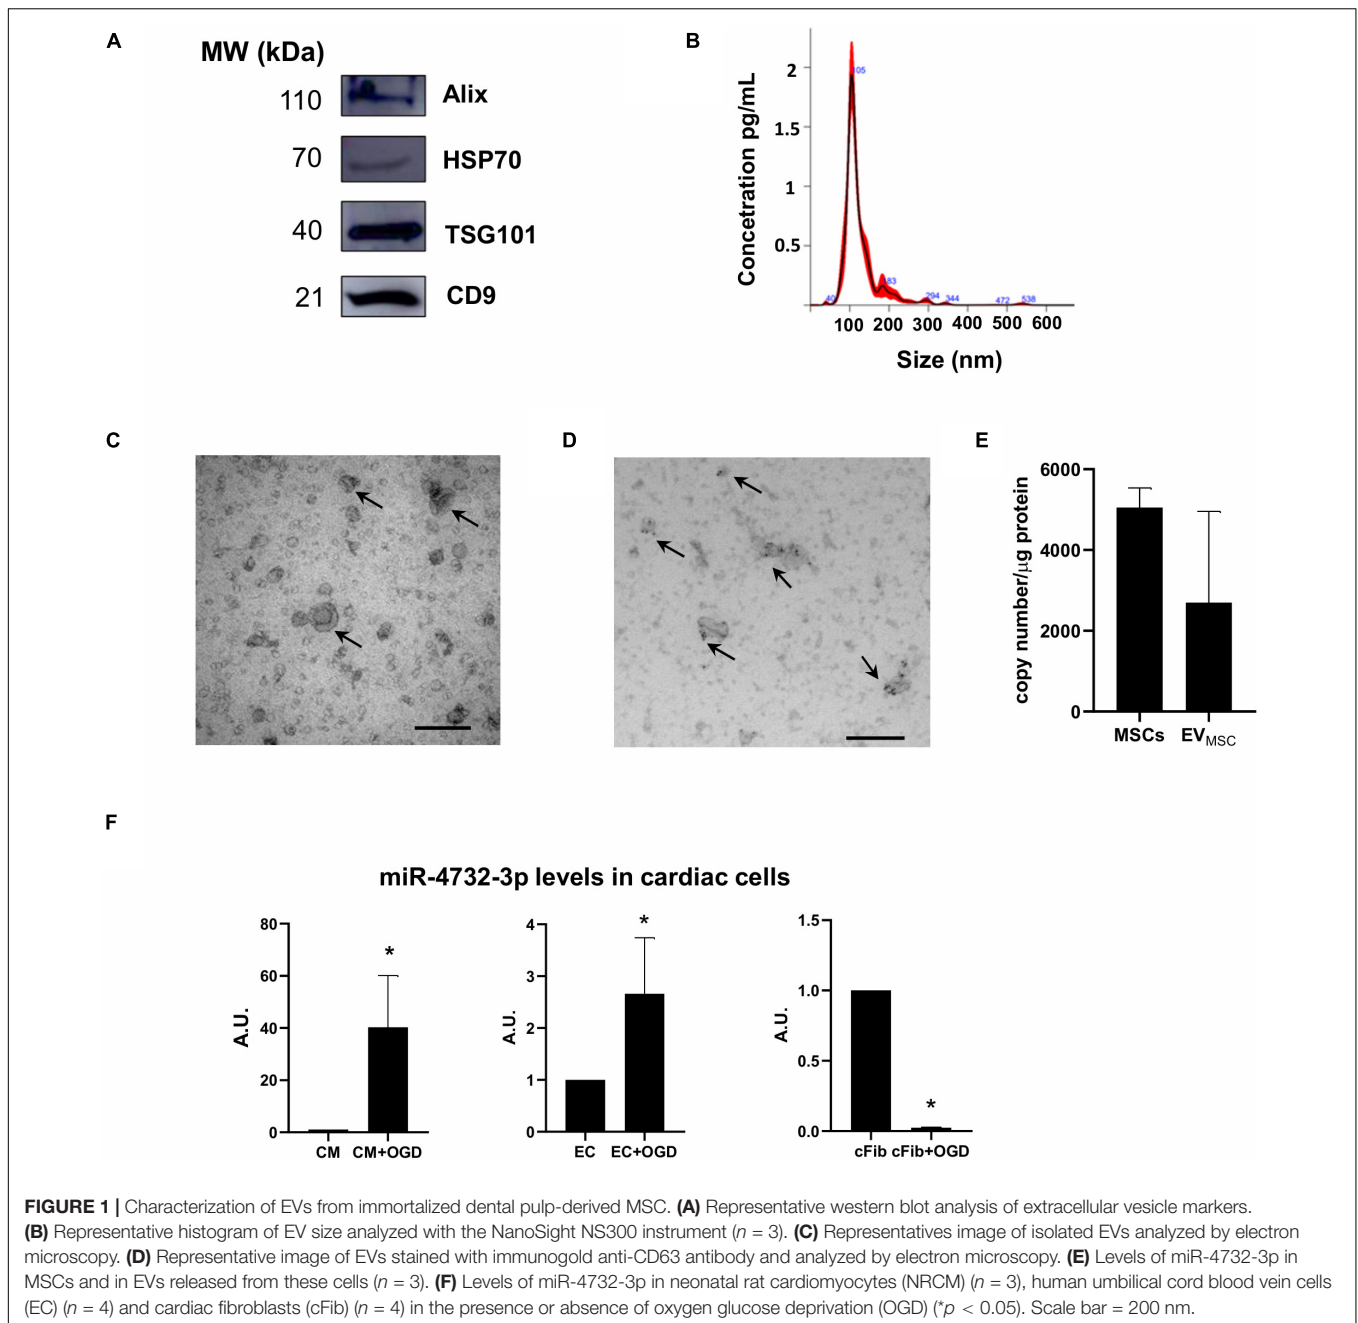 A
MW (kDa)
110 Alix
70 HSP70
40 TSG101
21 CD9
B
Concetration pg/mL
2
1.5
1
0.5
105
40
183
294
344
472
538
100 200 300 400 500 600
Size (nm)
C
D
E
copy number/µg protein
6000
4000
2000
0
MSCs EVMSC
F
miR-4732-3p levels in cardiac cells
A.U.
80
60
40
20
0
*
CM CM+OGD
A.U.
4
3
2
1
0
*
EC EC+OGD
A.U.
1.5
1.0
0.5
0.0
*
cFib cFib+OGD
FIGURE 1 | Characterization of EVs from immortalized dental pulp-derived MSC. (A) Representative western blot analysis of extracellular vesicle markers.
(B) Representative histogram of EV size analyzed with the NanoSight NS300 instrument (n = 3). (C) Representatives image of isolated EVs analyzed by electron
microscopy. (D) Representative image of EVs stained with immunogold anti-CD63 antibody and analyzed by electron microscopy. (E) Levels of miR-4732-3p in
MSCs and in EVs released from these cells (n = 3). (F) Levels of miR-4732-3p in neonatal rat cardiomyocytes (NRCM) (n = 3), human umbilical cord blood vein cells
(EC) (n = 4) and cardiac fibroblasts (cFib) (n = 4) in the presence or absence of oxygen glucose deprivation (OGD) (*p < 0.05). Scale bar = 200 nm.